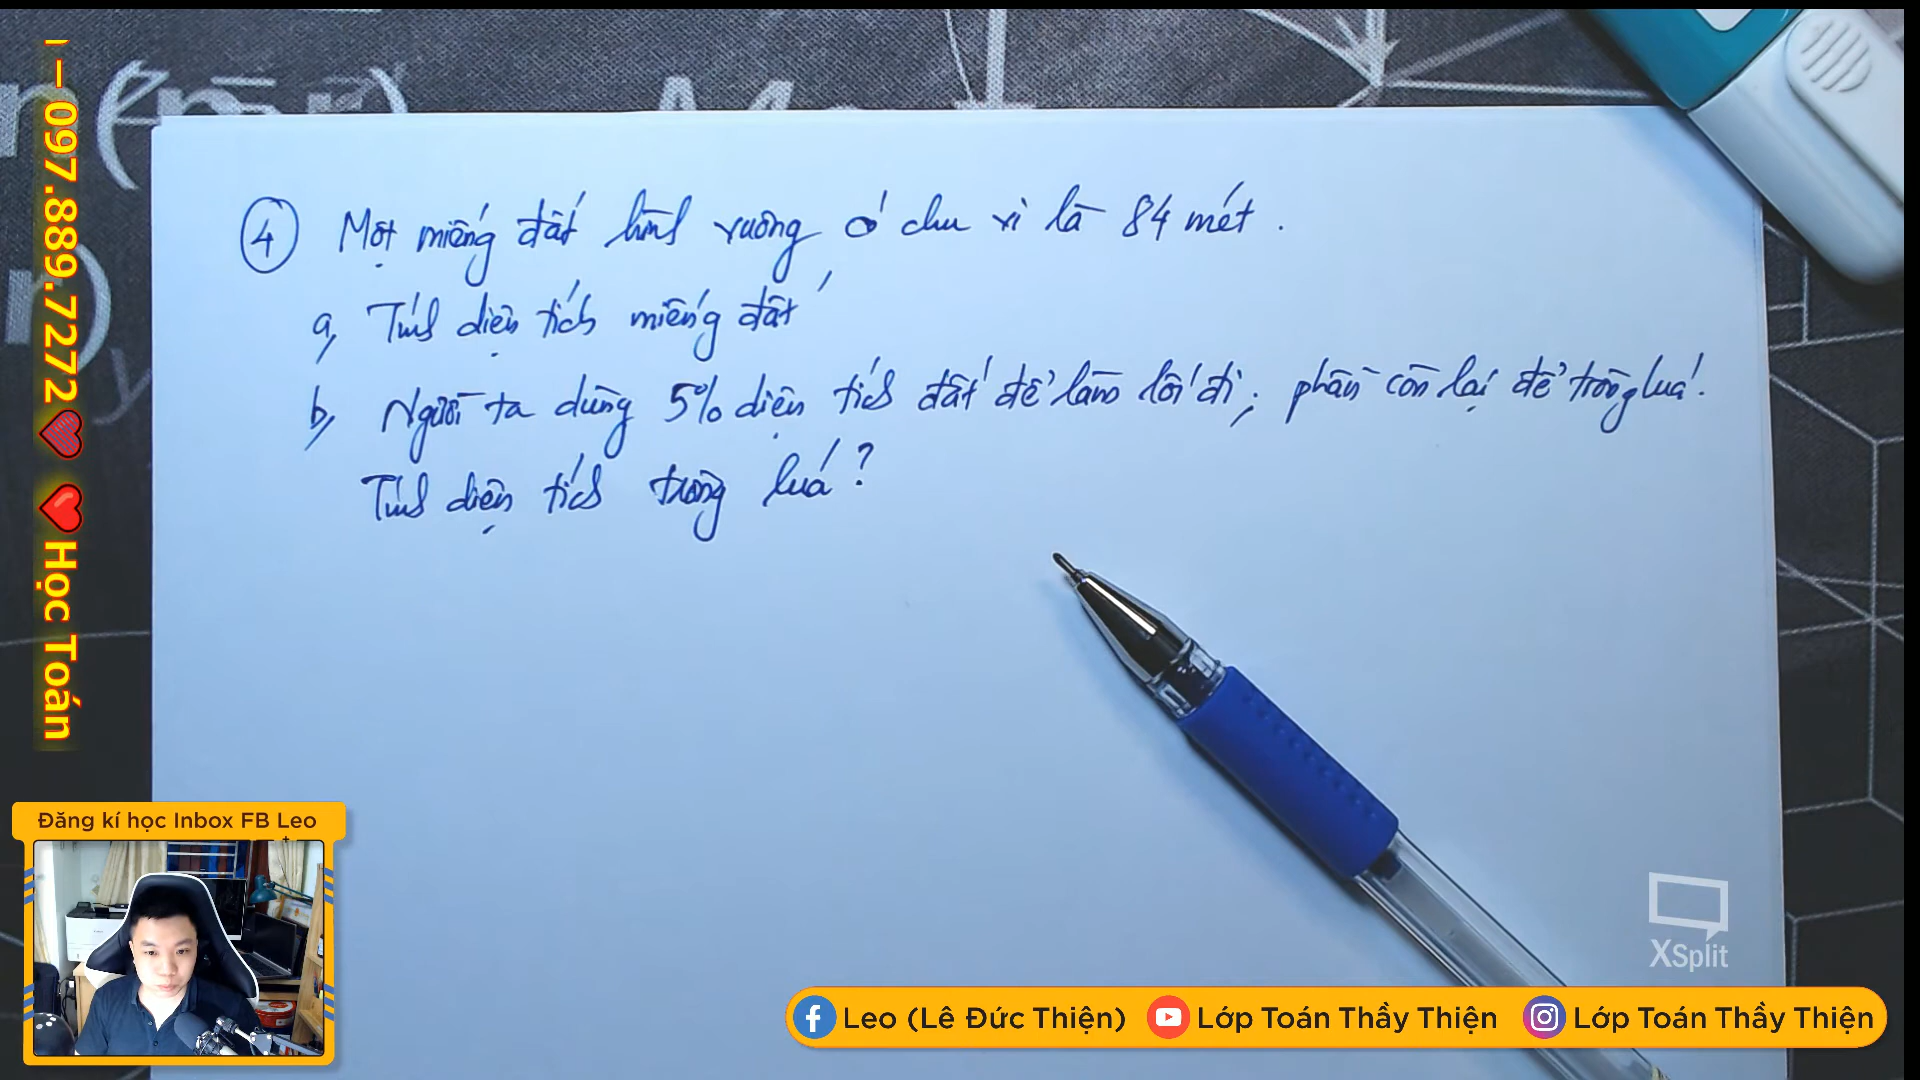 ④ Một miếng đất hình vuông có chu vi là 84 mét.
a, Tính diện tích miếng đất
b, Người ta dùng 5% diện tích đất để làm lối đi; phần còn lại để trồng lúa.
Tính diện tích trồng lúa?
– 097.889.7272❤ ❤Học Toán
Đăng kí học Inbox FB Leo
XSplit
Leo (Lê Đức Thiện) Lớp Toán Thầy Thiện Lớp Toán Thầy Thiện